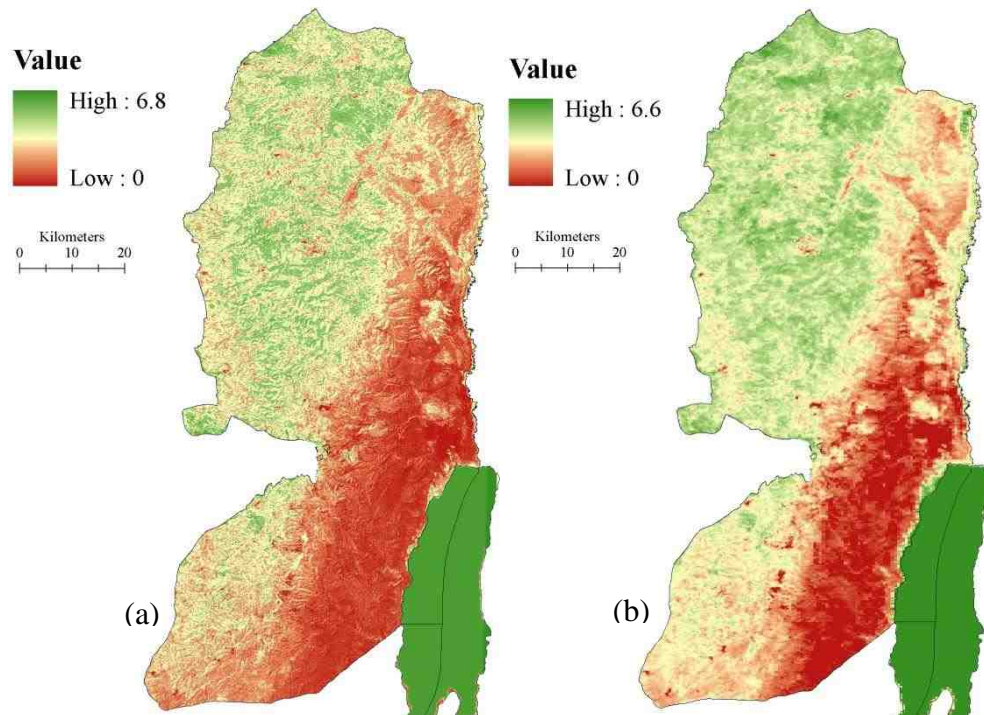 Value
High : 6.8
Low : 0
Kilometers
0 10 20
(a)
Value
High : 6.6
Low : 0
Kilometers
0 10 20
(b)